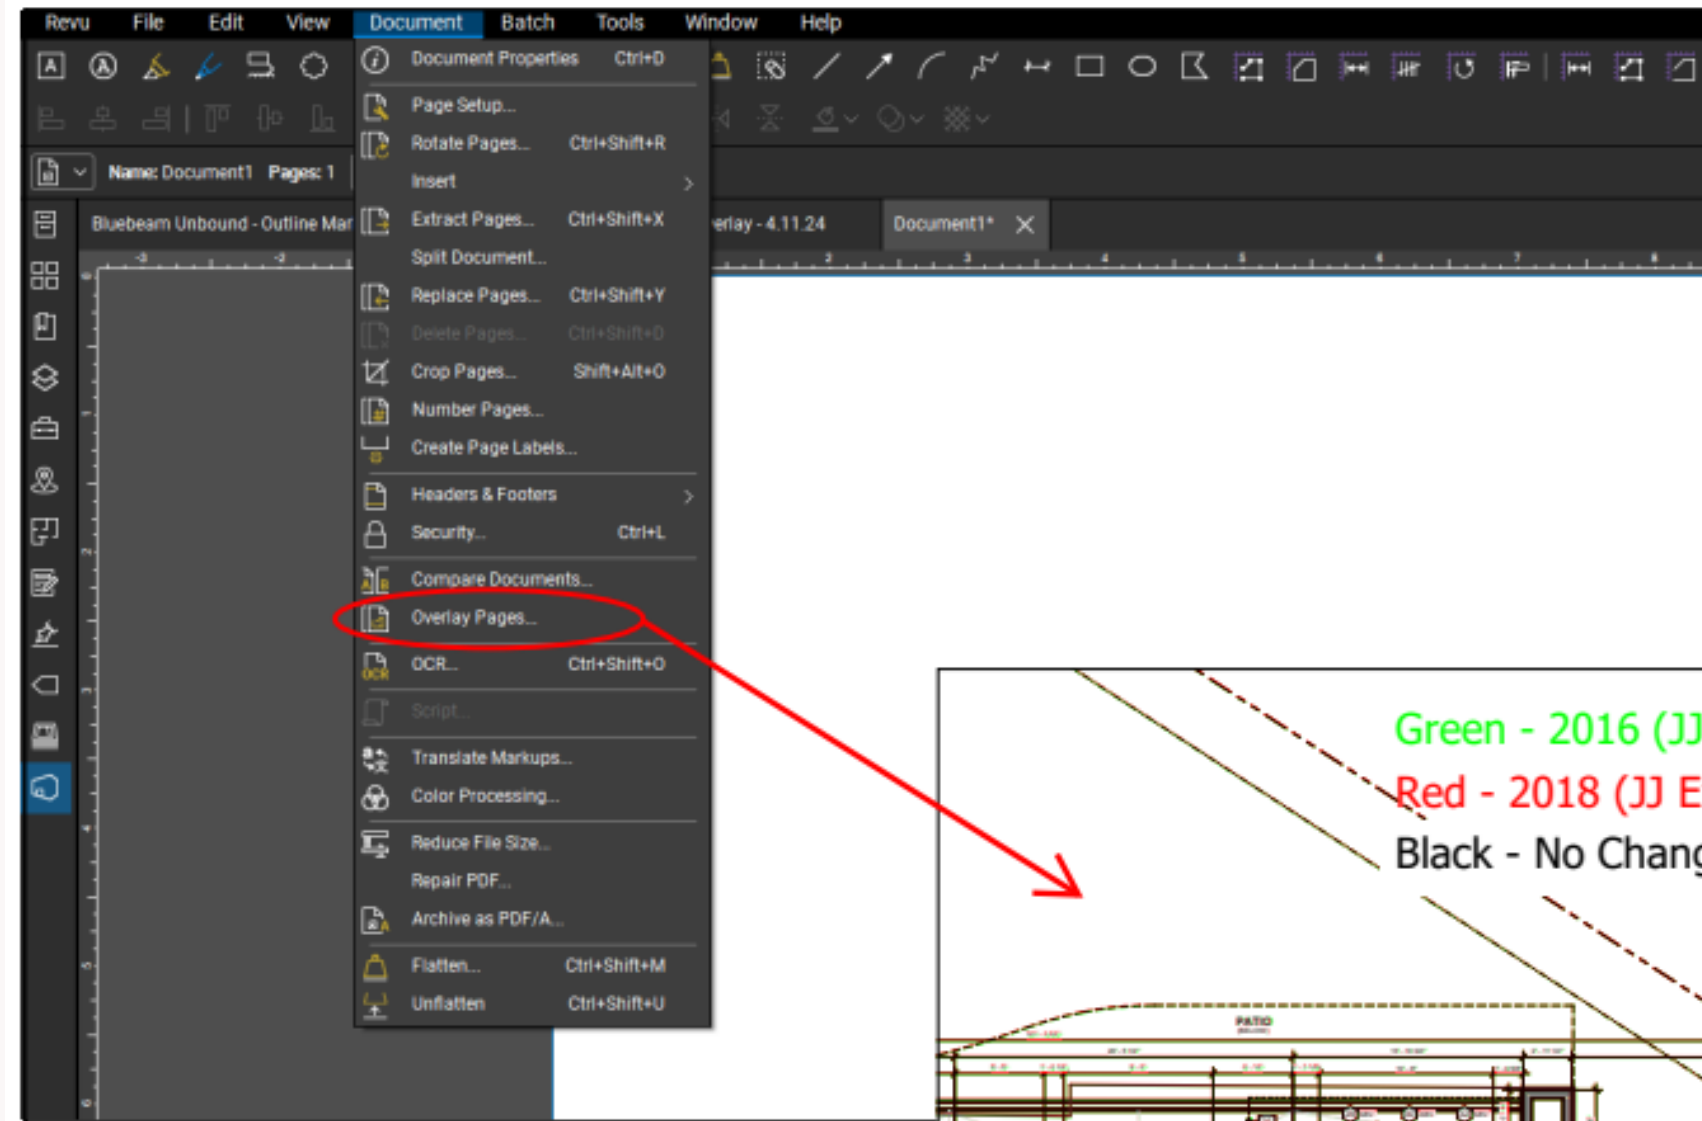 Revu File Edit View Document Batch Tools Window Help
Document Properties Ctrl+D
Page Setup...
Rotate Pages... Ctrl+Shift+R
Name: Document1 Pages: 1
Insert
Bluebeam Unbound - Outline Mar
Extract Pages... Ctrl+Shift+X
erlay - 4.11.24
Document1*
Split Document...
Replace Pages... Ctrl+Shift+Y
Delete Pages... Ctrl+Shift+D
Crop Pages... Shift+Alt+O
Number Pages...
Create Page Labels...
Headers & Footers
Security... Ctrl+L
Compare Documents...
Overlay Pages...
OCR... Ctrl+Shift+O
Script...
Translate Markups...
Color Processing...
Reduce File Size...
Repair PDF...
Archive as PDF/A...
Flatten... Ctrl+Shift+M
Unflatten Ctrl+Shift+U
Green - 2016 (JJ
Red - 2018 (JJ E
Black - No Chang
PATIO